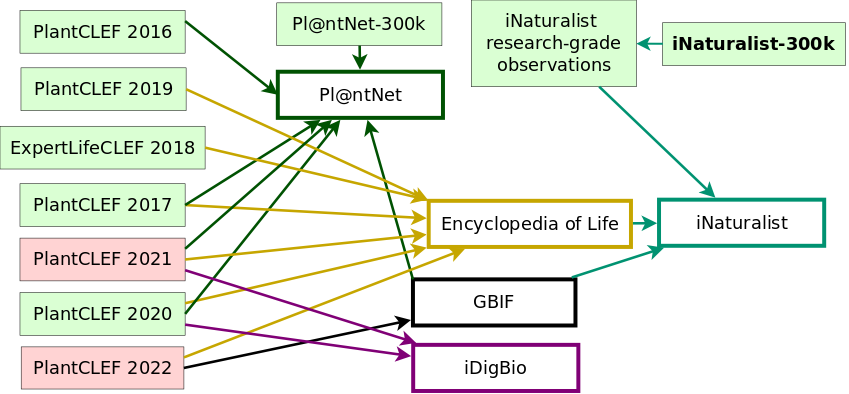 PlantCLEF 2016
Pl@ntNet-300k
iNaturalist
research-grade
observations
iNaturalist-300k
PlantCLEF 2019
Pl@ntNet
ExpertLifeCLEF 2018
PlantCLEF 2017
Encyclopedia of Life
iNaturalist
PlantCLEF 2021
GBIF
PlantCLEF 2020
PlantCLEF 2022
iDigBio